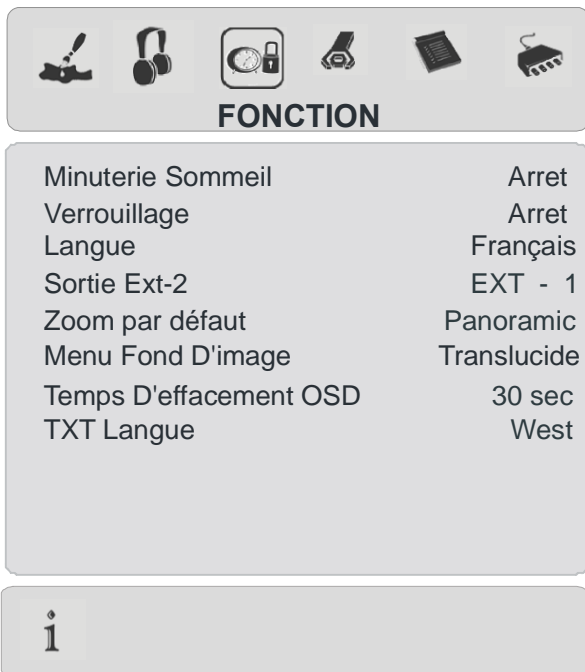 FONCTION
Minuterie Sommeil Arret
Verrouillage Arret
Langue Français
Sortie Ext-2 EXT - 1
Zoom par défaut Panoramic
Menu Fond D'image Translucide
Temps D'effacement OSD 30 sec
TXT Langue West
i